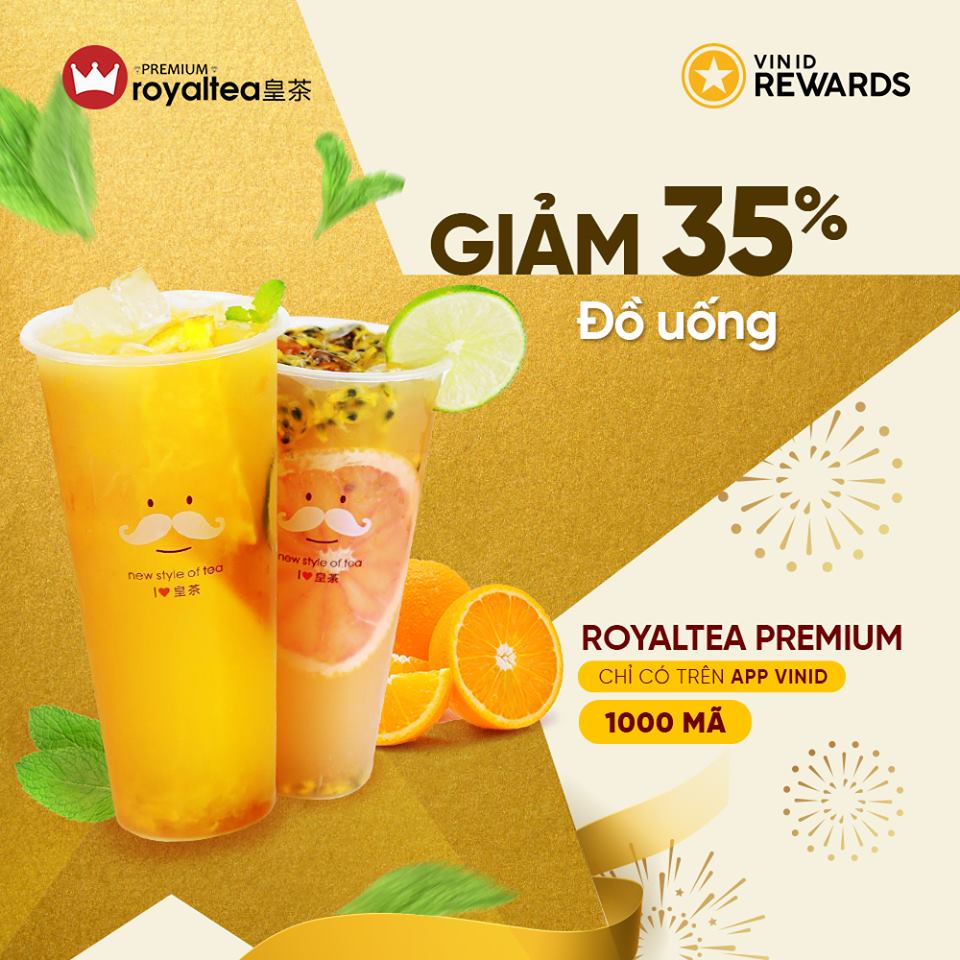 PREMIUM
royaltea皇茶
VINID
REWARDS
GIẢM 35%
Đồ uống
new style of tea
I♥皇茶
new style of tea
I♥皇茶
ROYALTEA PREMIUM
CHỈ CÓ TRÊN APP VINID
1000 MÃ